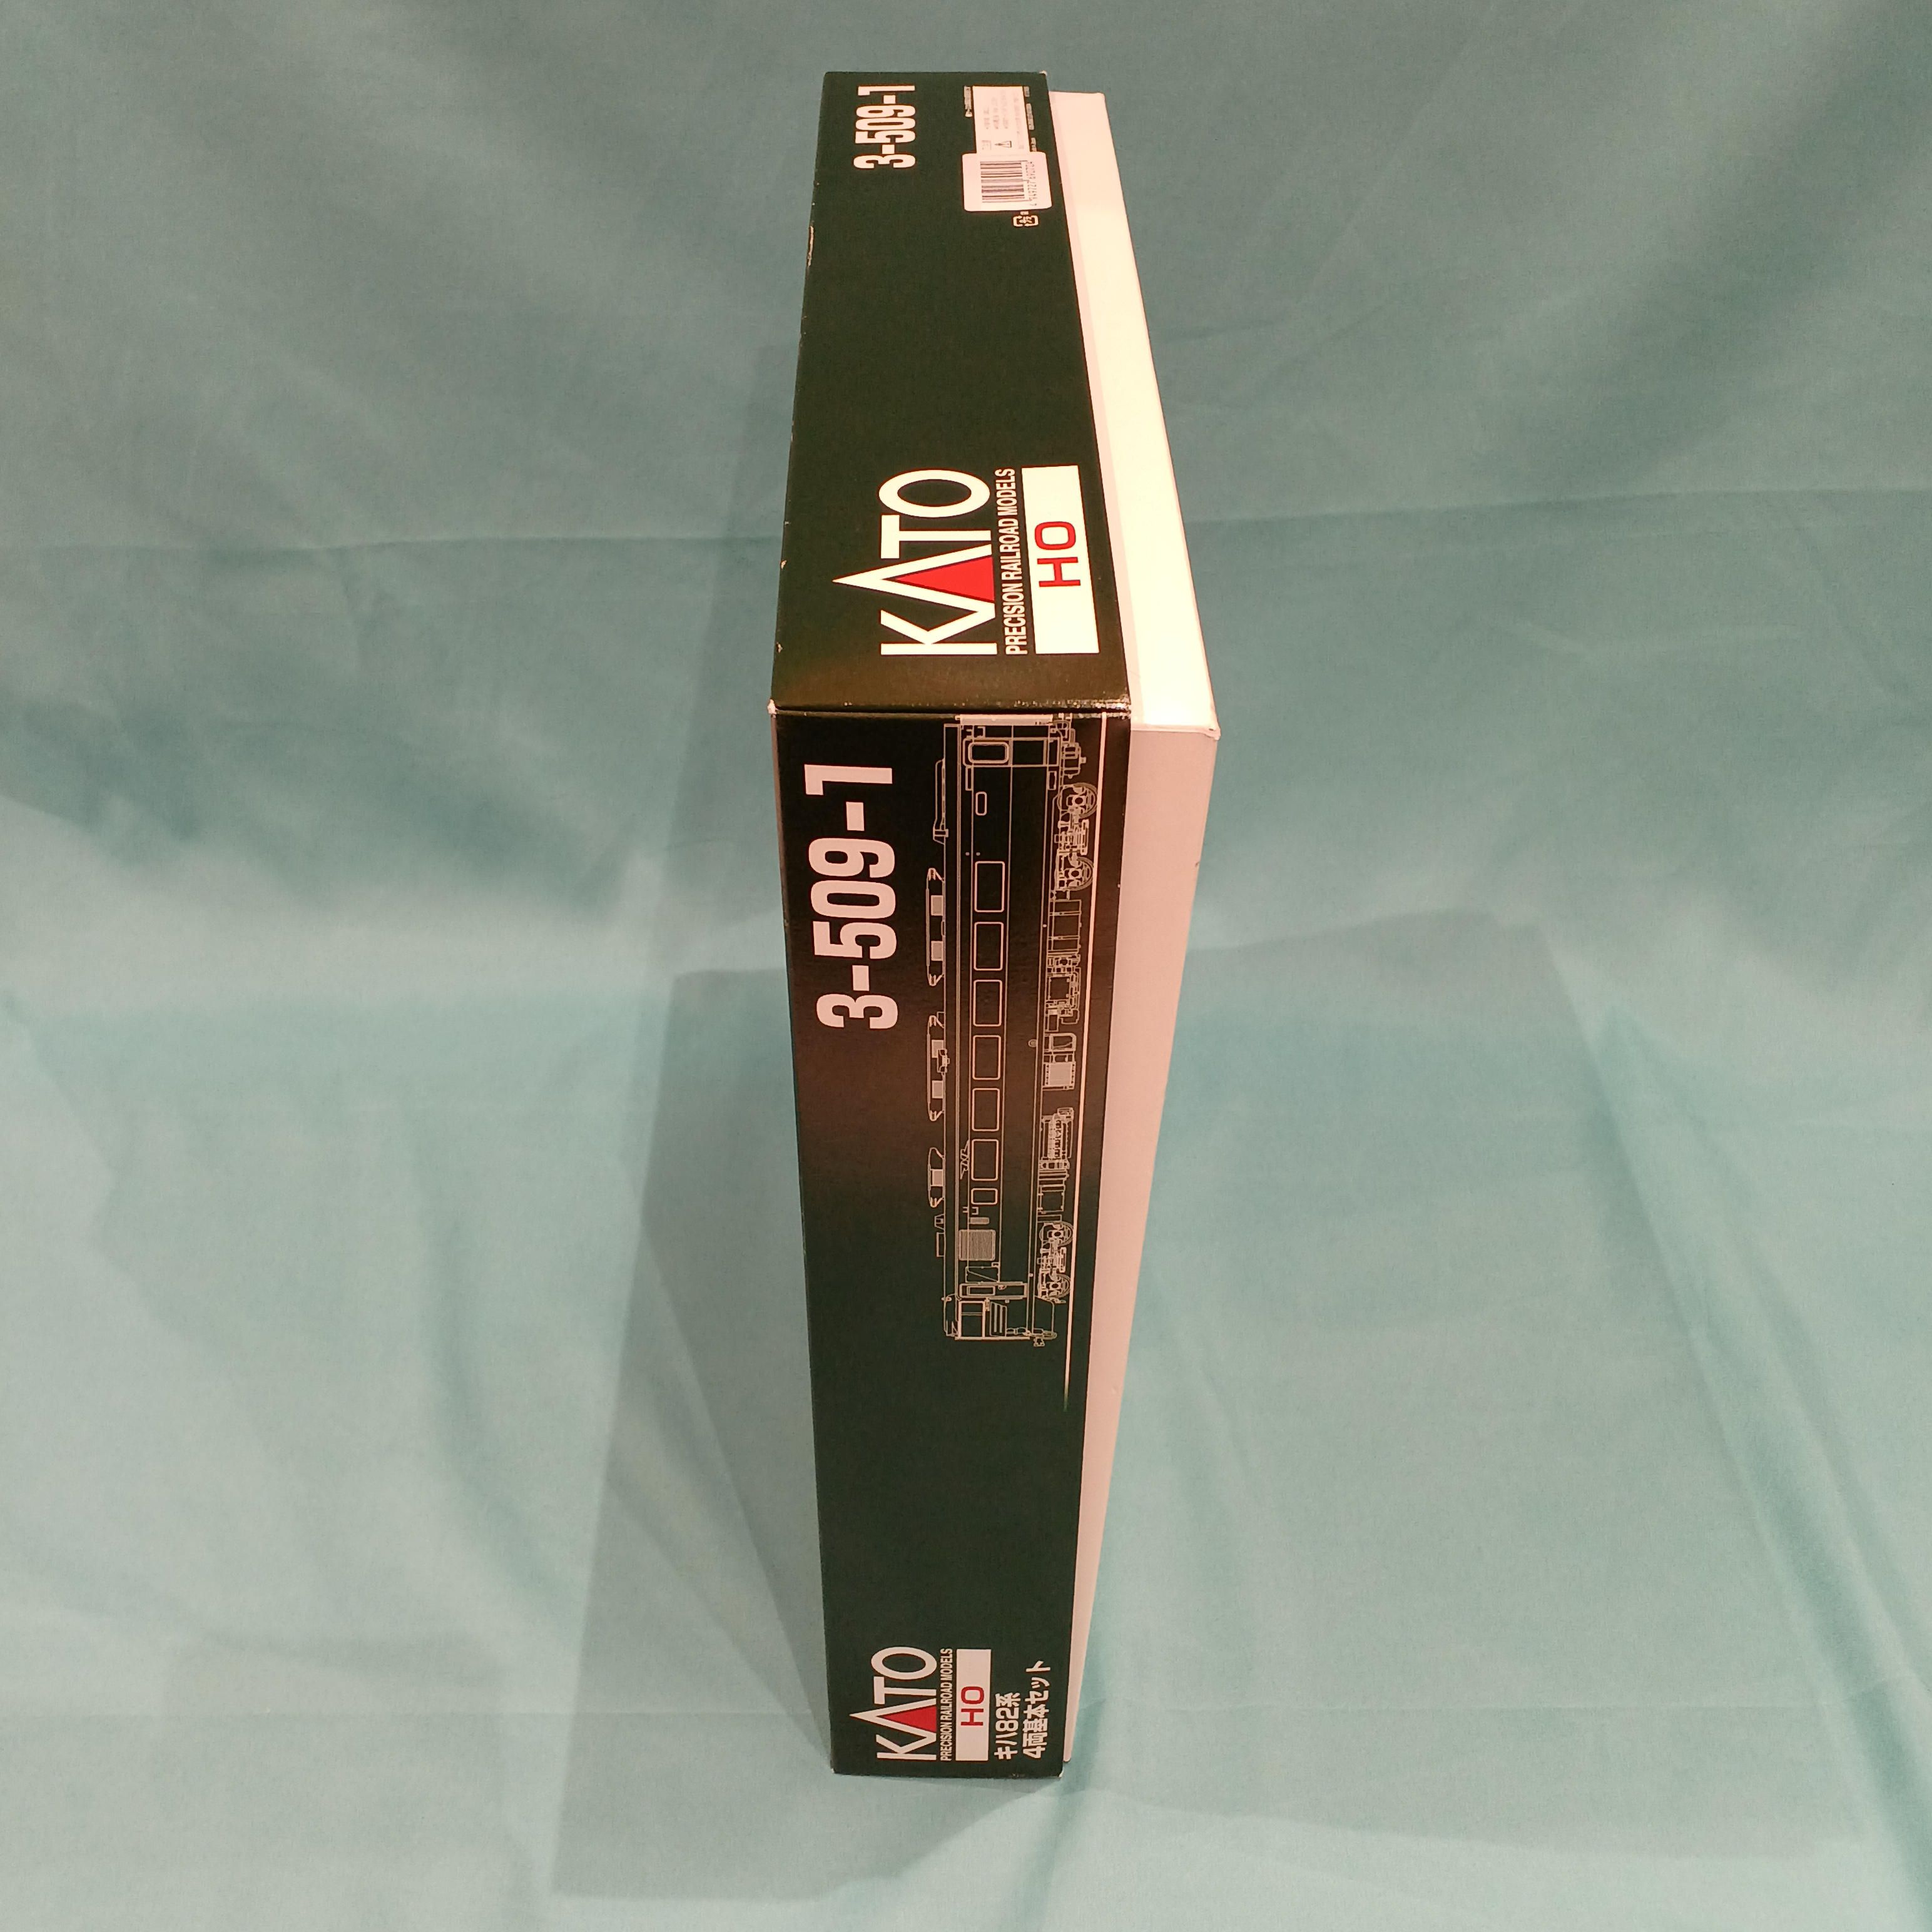 3-509-1
KATO
PRECISION RAILROAD MODELS
HO
3-509-1
KATO
PRECISION RAILROAD MODELS
HO
キハ82系
4両基本セット